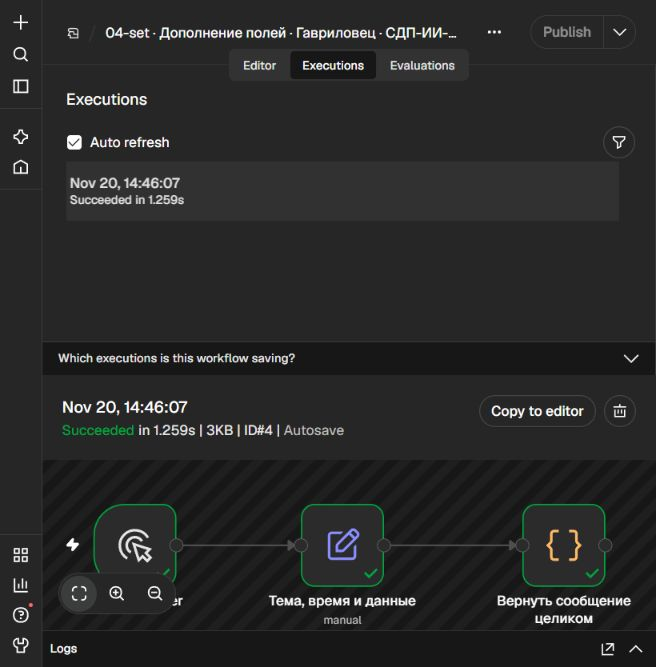 04-set · Дополнение полей · Гавриловец · СДП-ИИ-...
Publish
Editor
Executions
Evaluations
Executions
Auto refresh
Nov 20, 14:46:07
Succeeded in 1.259s
Which executions is this workflow saving?
Nov 20, 14:46:07
Succeeded in 1.259s | 3KB | ID#4 | Autosave
Copy to editor
Тема, время и данные
manual
Вернуть сообщение
целиком
Logs